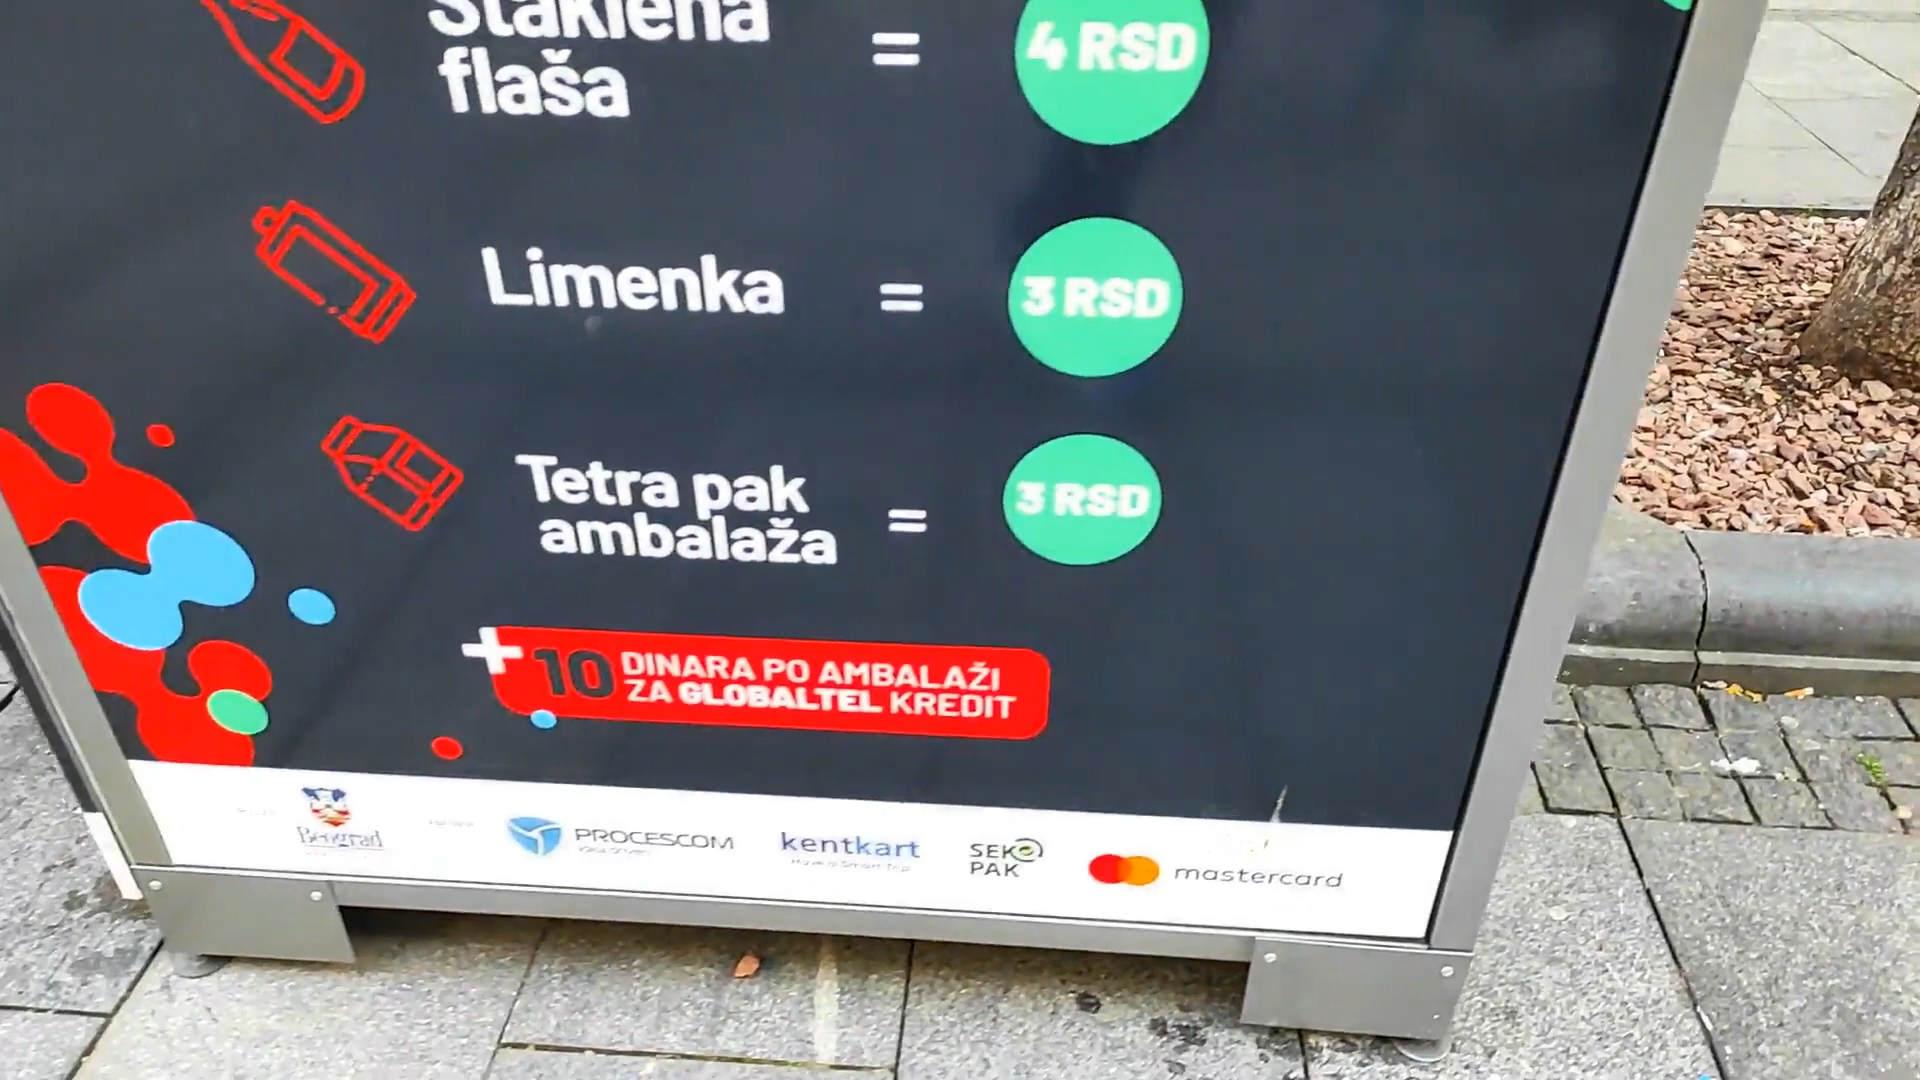 Staklena
flaša
=
4 RSD
Limenka
=
3 RSD
Tetra pak
ambalaža
=
3 RSD
+10 DINARA PO AMBALAŽI
ZA GLOBALTEL KREDIT
Beograd
PROCESCOM
kentkart
SEKO
PAK
mastercard